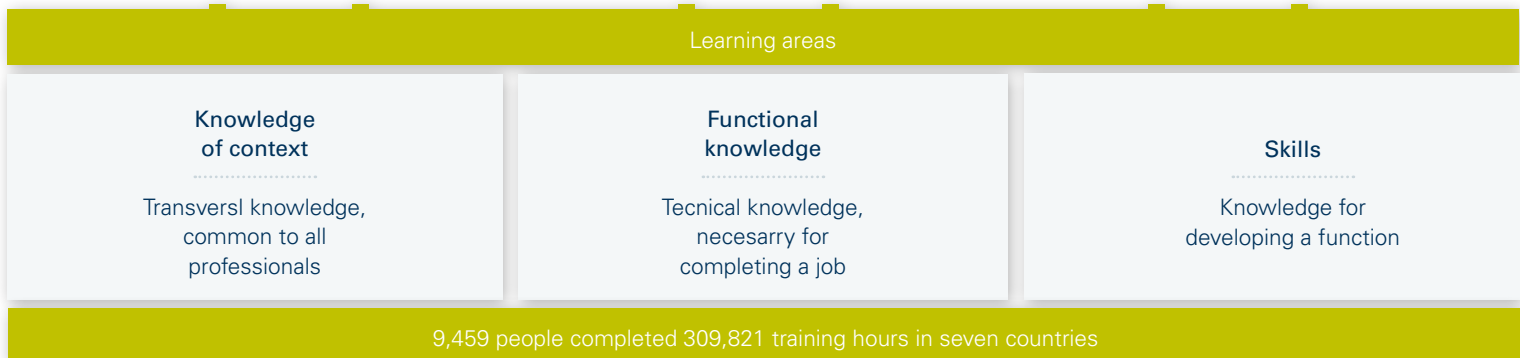 Learning areas
Knowledge
of context
Transversl knowledge,
common to all
professionals
Functional
knowledge
Tecnical knowledge,
necesarry for
completing a job
Skills
Knowledge for
developing a function
9,459 people completed 309,821 training hours in seven countries